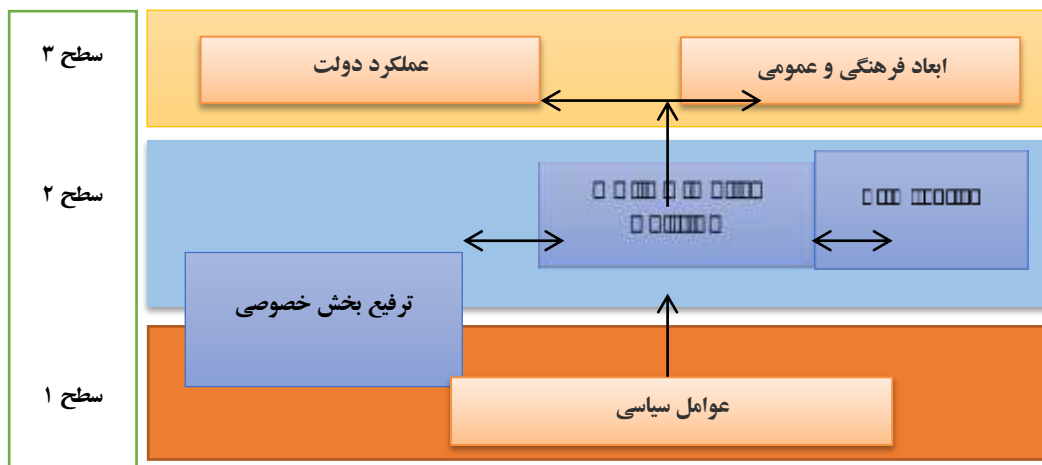 سطح ۳
ابعاد فرهنگی و عمومی
عملکرد دولت
سطح ۲
ترفیع بخش خصوصی
سطح ۱
عوامل سیاسی